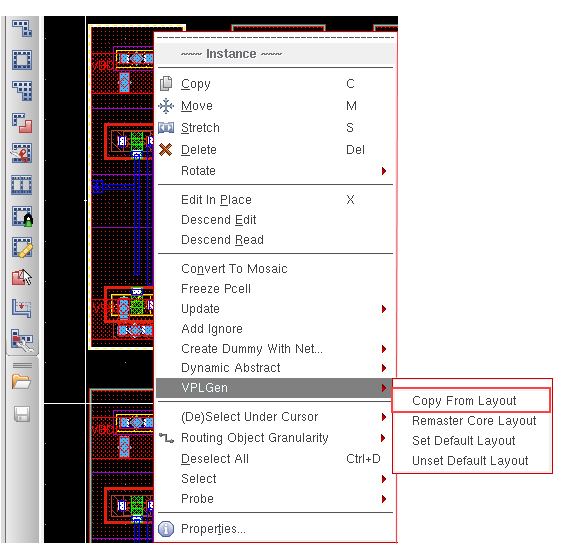 ~~~ Instance ~~~
Copy C
Move M
Stretch S
Delete Del
Rotate
Edit In Place X
Descend Edit
Descend Read
Convert To Mosaic
Freeze Pcell
Update
Add Ignore
Create Dummy With Net...
Dynamic Abstract
VPLGen
Copy From Layout
Remaster Core Layout
Set Default Layout
Unset Default Layout
(De)Select Under Cursor
Routing Object Granularity
Deselect All Ctrl+D
Select
Probe
Properties...